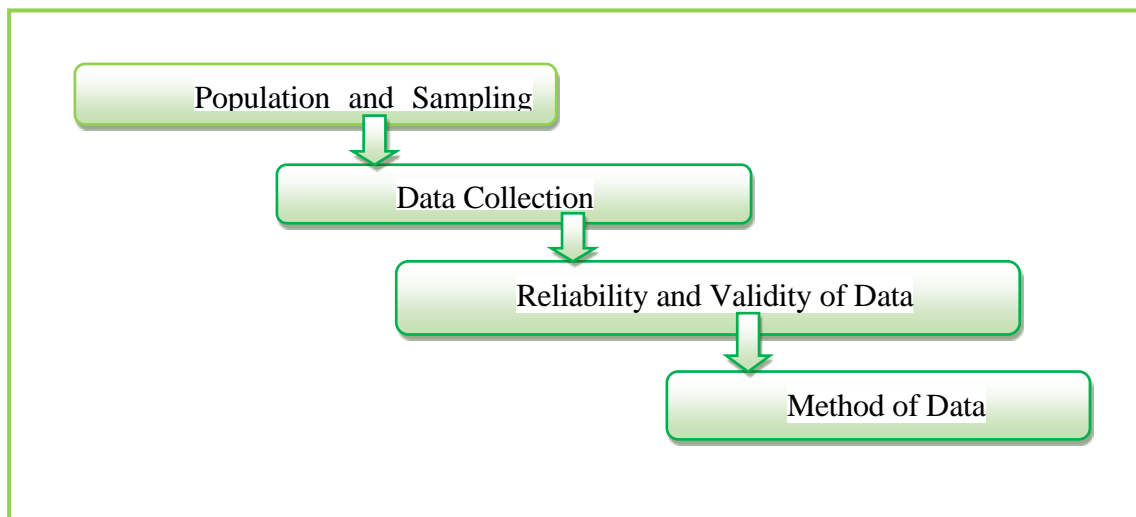 Population and Sampling
Data Collection
Reliability and Validity of Data
Method of Data